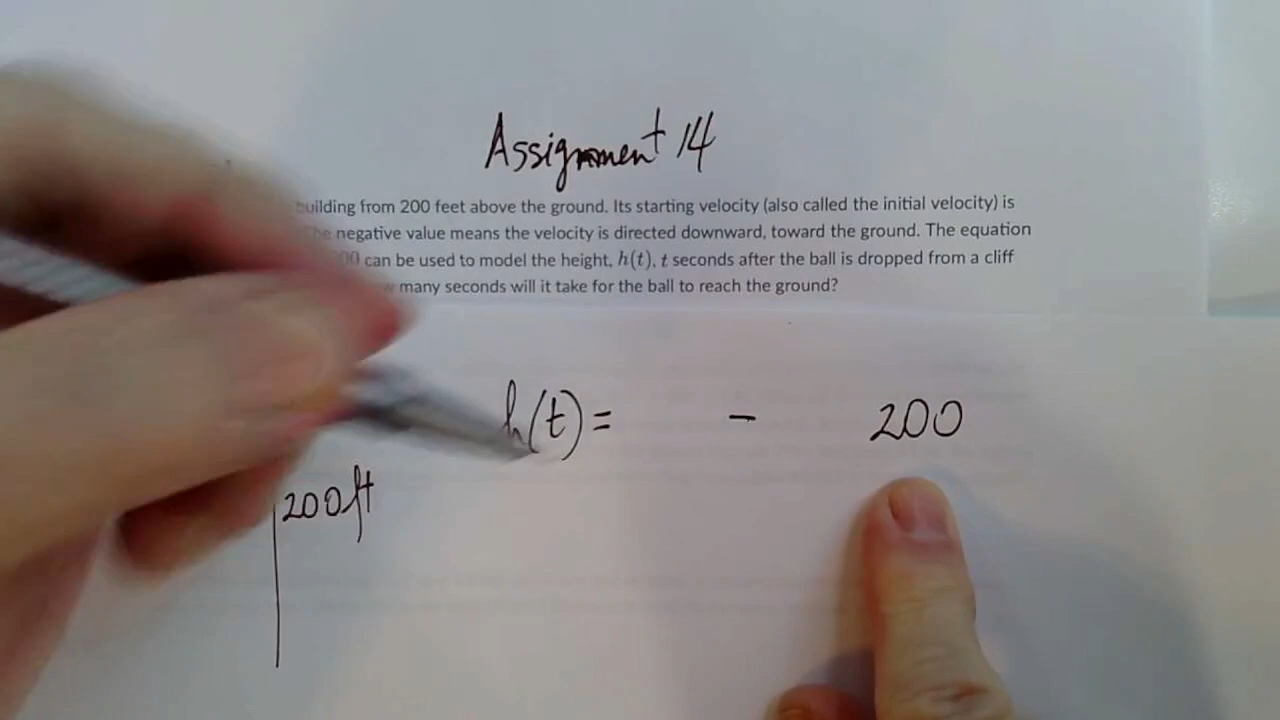 Assignment 14
building from 200 feet above the ground. Its starting velocity (also called the initial velocity) is
negative value means the velocity is directed downward, toward the ground. The equation
can be used to model the height, h(t), t seconds after the ball is dropped from a cliff
many seconds will it take for the ball to reach the ground?
h(t) = - 200
200ft